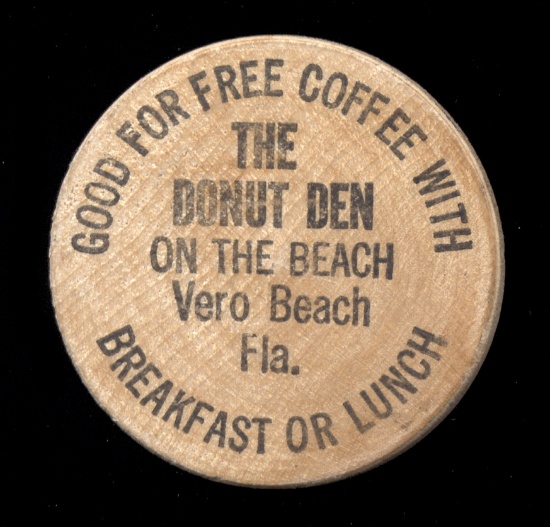 GOOD FOR FREE COFFEE WITH
THE
DONUT DEN
ON THE BEACH
Vero Beach
Fla.
BREAKFAST OR LUNCH